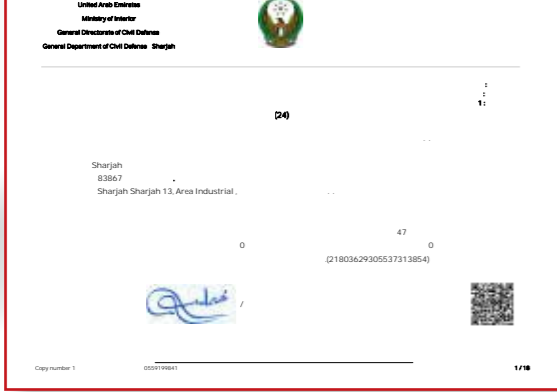 United Arab Emirates
Ministry of Interior
General Directorate of Civil Defense
General Department of Civil Defense Sharjah
:
:
1 :
(24)
. .
Sharjah
83867 .
Sharjah Sharjah 13, Area Industrial , . .
47
0 0
.(21803629305537313854)
/
Copy number 1 0559199841 1 / 18